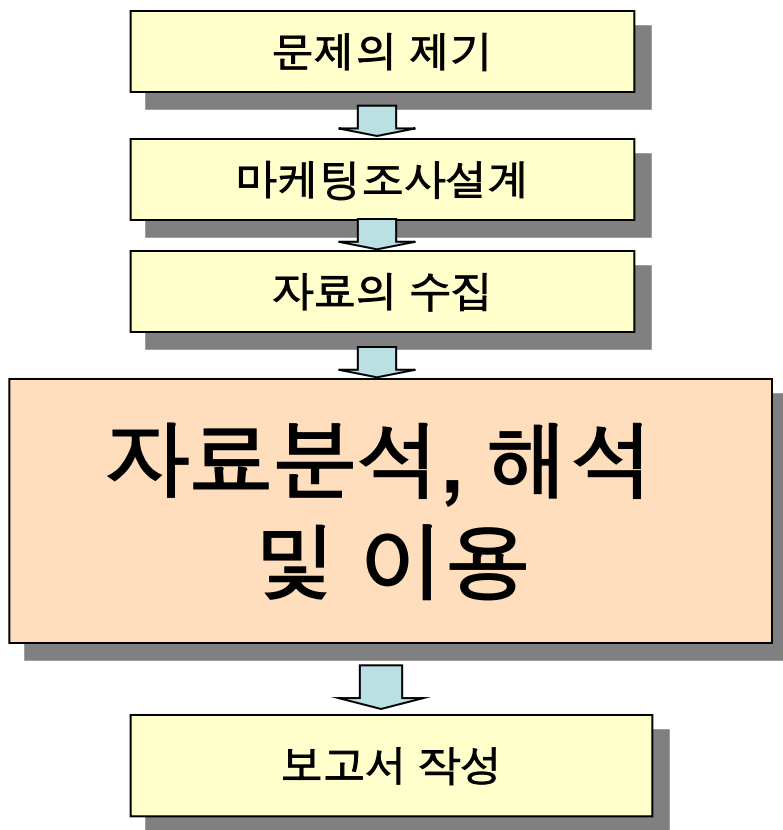 문제의 제기
마케팅조사설계
자료의 수집
자료분석, 해석
및 이용
보고서 작성